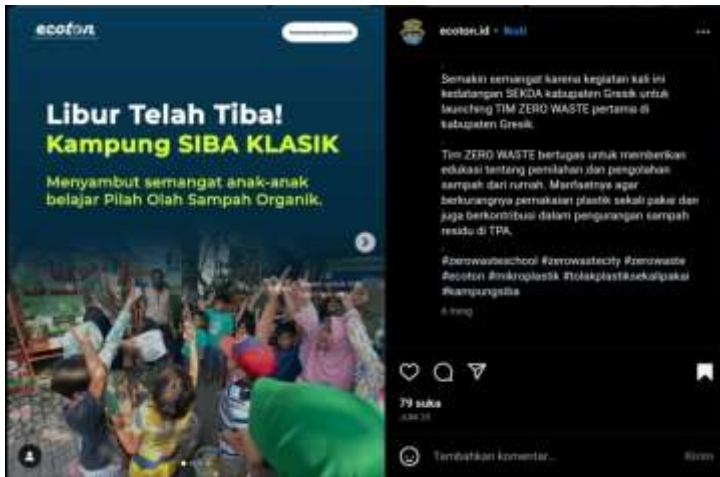 ecoton
Libur Telah Tiba!
Kampung SIBA KLASIK
Menyambut semangat anak-anak
belajar Pilah Olah Sampah Organik.
ecoton.id • Ikuti
Semakin semangat karena kegiatan kali ini
kedatangan SEKDA kabupaten Gresik untuk
launching TIM ZERO WASTE pertama di
kabupaten Gresik.
Tim ZERO WASTE bertugas untuk memberikan
edukasi tentang pemilahan dan pengolahan
sampah dari rumah. Manfaatnya agar
berkurangnya pemakaian plastik sekali pakai dan
juga berkontribusi dalam pengurangan sampah
residu di TPA.
#zerowasteschool #zerowastecity #zerowaste
#ecoton #mikroplastik #tolakplastiksekalipakai
#kampungsiba
6 mng
79 suka
Tambahkan komentar...
Kirim